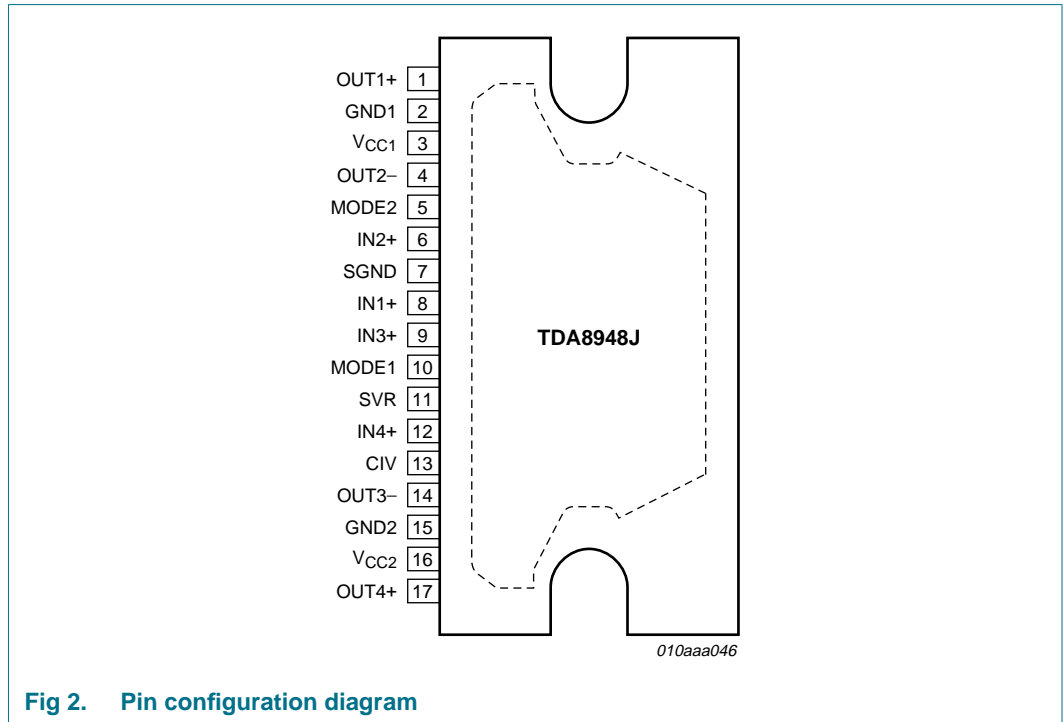 OUT1+ 1
GND1 2
VCC1 3
OUT2− 4
MODE2 5
IN2+ 6
SGND 7
IN1+ 8
IN3+ 9
MODE1 10
SVR 11
IN4+ 12
CIV 13
OUT3− 14
GND2 15
VCC2 16
OUT4+ 17
TDA8948J
010aaa046
Fig 2. Pin configuration diagram